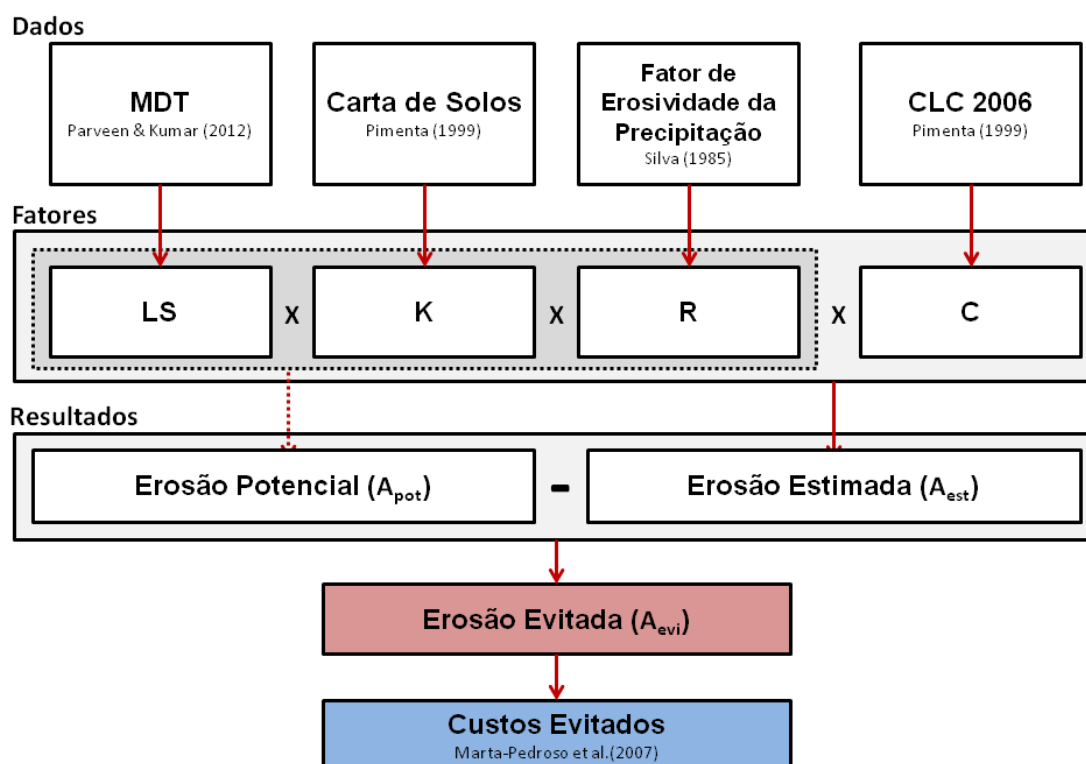 Dados
MDT
Parveen & Kumar (2012)
Carta de Solos
Pimenta (1999)
Fator de
Erosividade da
Precipitação
Silva (1985)
CLC 2006
Pimenta (1999)
Fatores
LS x K x R x C
Resultados
Erosão Potencial (Apot) - Erosão Estimada (Aest)
Erosão Evitada (Aevi)
Custos Evitados
Marta-Pedroso et al.(2007)